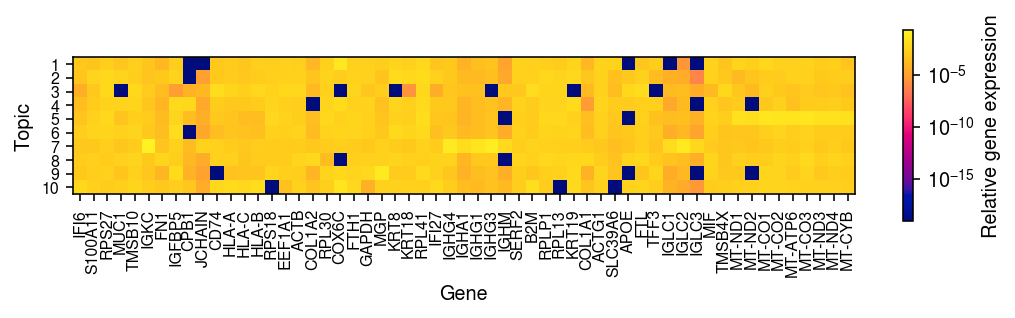 Topic
1
2
3
4
5
6
7
8
9
10
IFI6
S100A11
RPS27
MUC1
TMSB10
IGKC
FN1
IGFBP5
CPB1
JCHAIN
CD74
HLA-A
HLA-C
HLA-B
RPS18
EEF1A1
ACTB
COL1A2
RPL30
COX6C
FTH1
GAPDH
MGP
KRT8
KRT18
RPL41
IFI27
IGHG4
IGHA1
IGHG1
IGHG3
IGHM
SERF2
B2M
RPLP1
RPL13
KRT19
COL1A1
ACTG1
SLC39A6
APOE
FTL
TFF3
IGLC1
IGLC2
IGLC3
MIF
TMSB4X
MT-ND1
MT-ND2
MT-CO1
MT-CO2
MT-ATP6
MT-CO3
MT-ND3
MT-ND4
MT-CYB
Gene
10⁻⁵
10⁻¹⁰
10⁻¹⁵
Relative gene expression